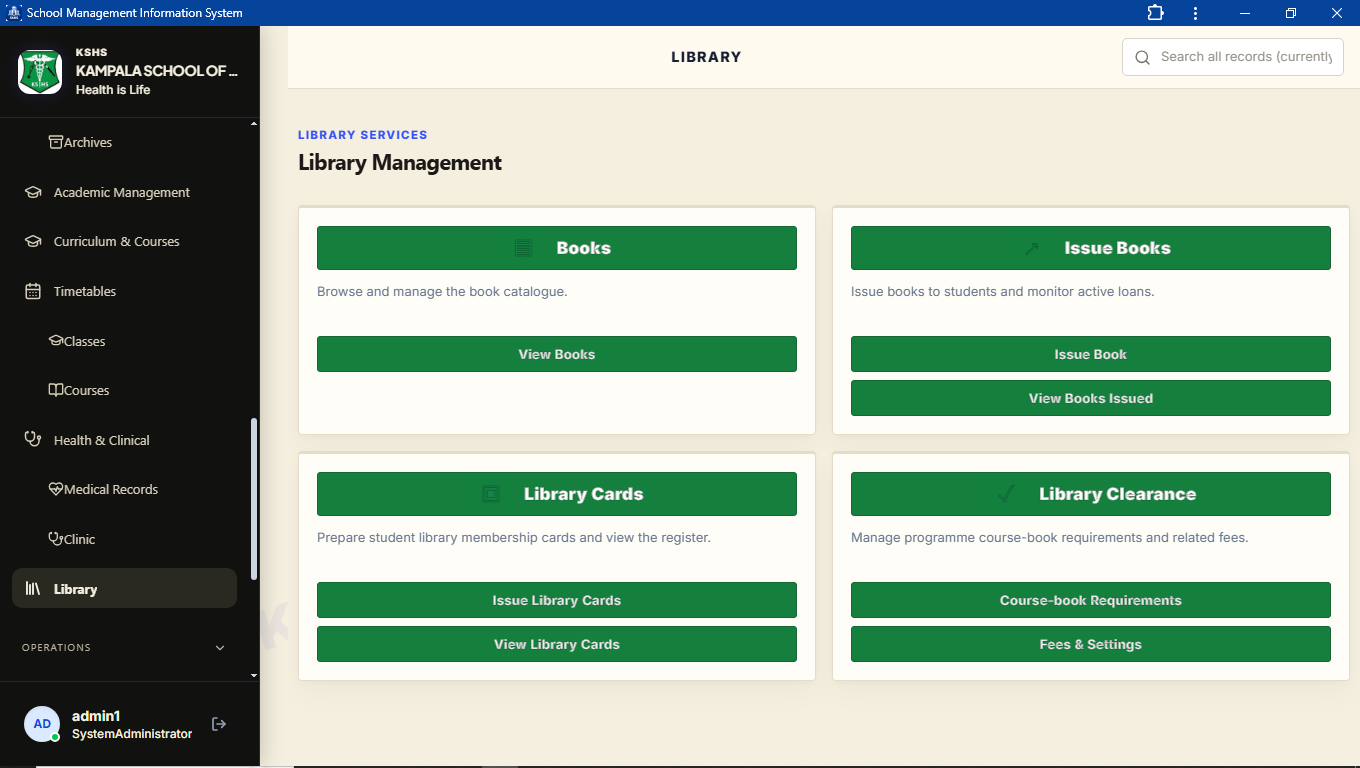 School Management Information System
KSHS
KAMPALA SCHOOL OF ...
Health is Life
Archives
Academic Management
Curriculum & Courses
Timetables
Classes
Courses
Health & Clinical
Medical Records
Clinic
Library
OPERATIONS
AD
admin1
SystemAdministrator
LIBRARY
Search all records (currently
LIBRARY SERVICES
Library Management
Books
Browse and manage the book catalogue.
View Books
Issue Books
Issue books to students and monitor active loans.
Issue Book
View Books Issued
Library Cards
Prepare student library membership cards and view the register.
Issue Library Cards
View Library Cards
Library Clearance
Manage programme course-book requirements and related fees.
Course-book Requirements
Fees & Settings
K